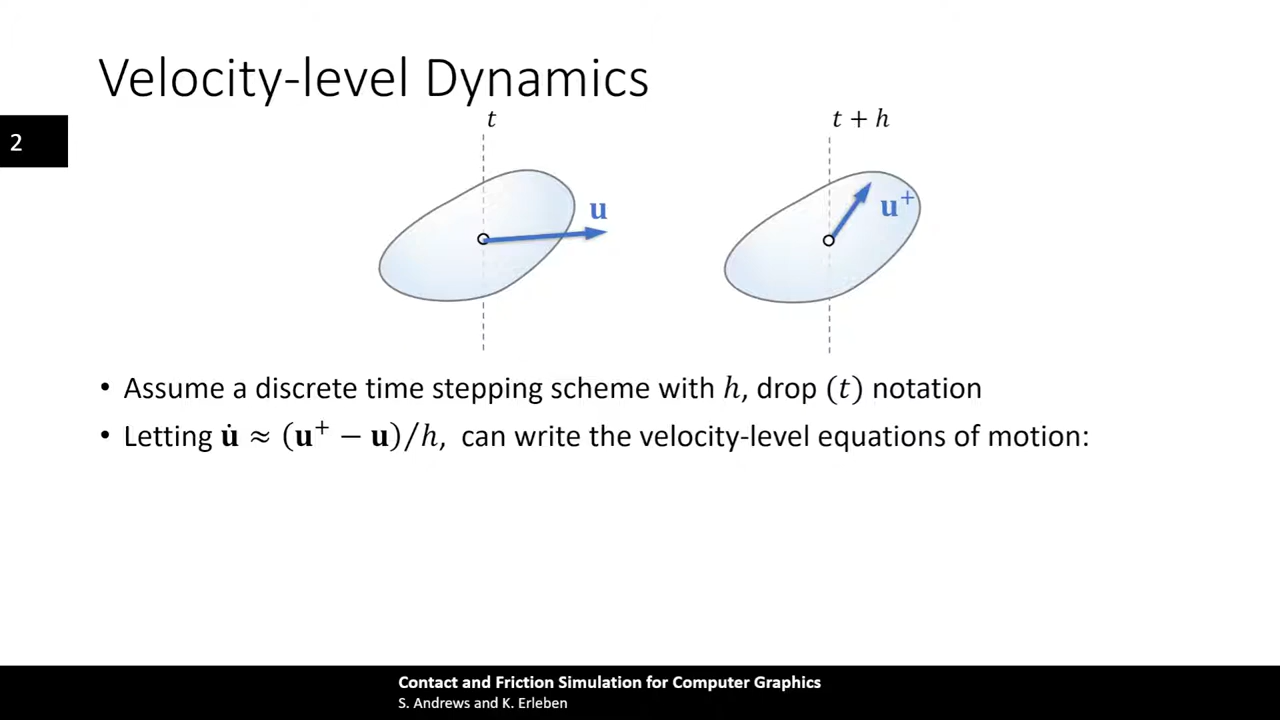 Velocity-level Dynamics
2
t
t + h
u
u⁺
• Assume a discrete time stepping scheme with h, drop (t) notation
• Letting u̇ ≈ (u⁺ − u)/h, can write the velocity-level equations of motion:
Contact and Friction Simulation for Computer Graphics
S. Andrews and K. Erleben